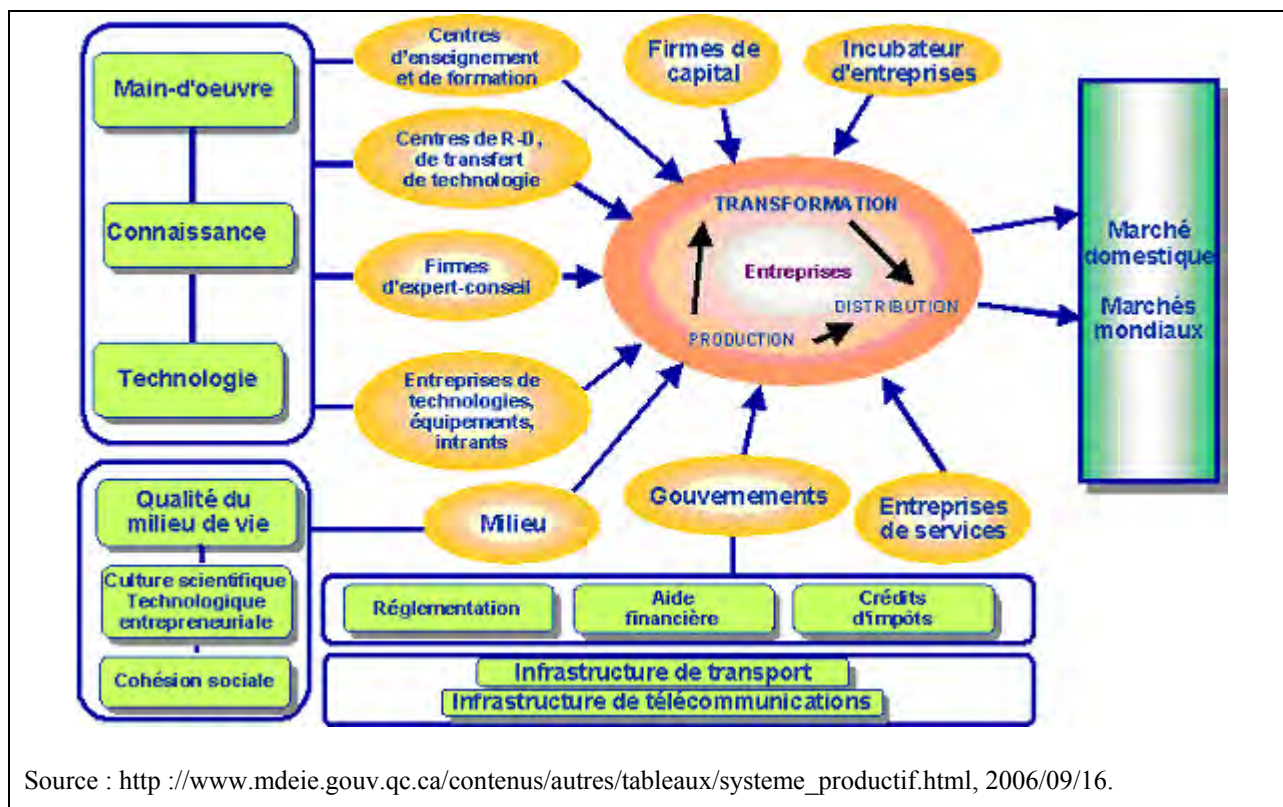 Centres
d'enseignement
et de formation
Firmes de
capital
Incubateur
d'entreprises
Main-d'oeuvre
Centres de R-D,
de transfert
de technologie
TRANSFORMATION
Connaissance
Firmes
d'expert-conseil
Entreprises
DISTRIBUTION
PRODUCTION
Marché
domestique
Marchés
mondiaux
Technologie
Entreprises de
technologies,
équipements,
intrants
Qualité du
milieu de vie
Milieu
Gouvernements
Entreprises
de services
Culture scientifique
Technologique
entrepreneuriale
Réglementation
Aide
financière
Crédits
d'impôts
Cohésion sociale
Infrastructure de transport
Infrastructure de télécommunications
Source : http ://www.mdeie.gouv.qc.ca/contenus/autres/tableaux/systeme_productif.html, 2006/09/16.